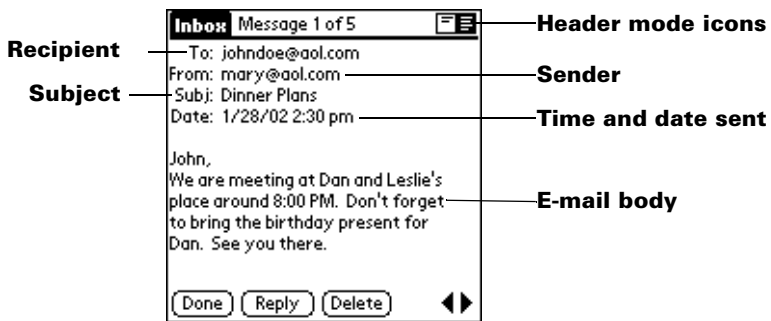 Inbox Message 1 of 5
Header mode icons
Recipient
To: johndoe@aol.com
From: mary@aol.com
Sender
Subject
Subj: Dinner Plans
Date: 1/28/02 2:30 pm
Time and date sent
John,
We are meeting at Dan and Leslie's
place around 8:00 PM. Don't forget
to bring the birthday present for
Dan. See you there.
E-mail body
Done Reply Delete